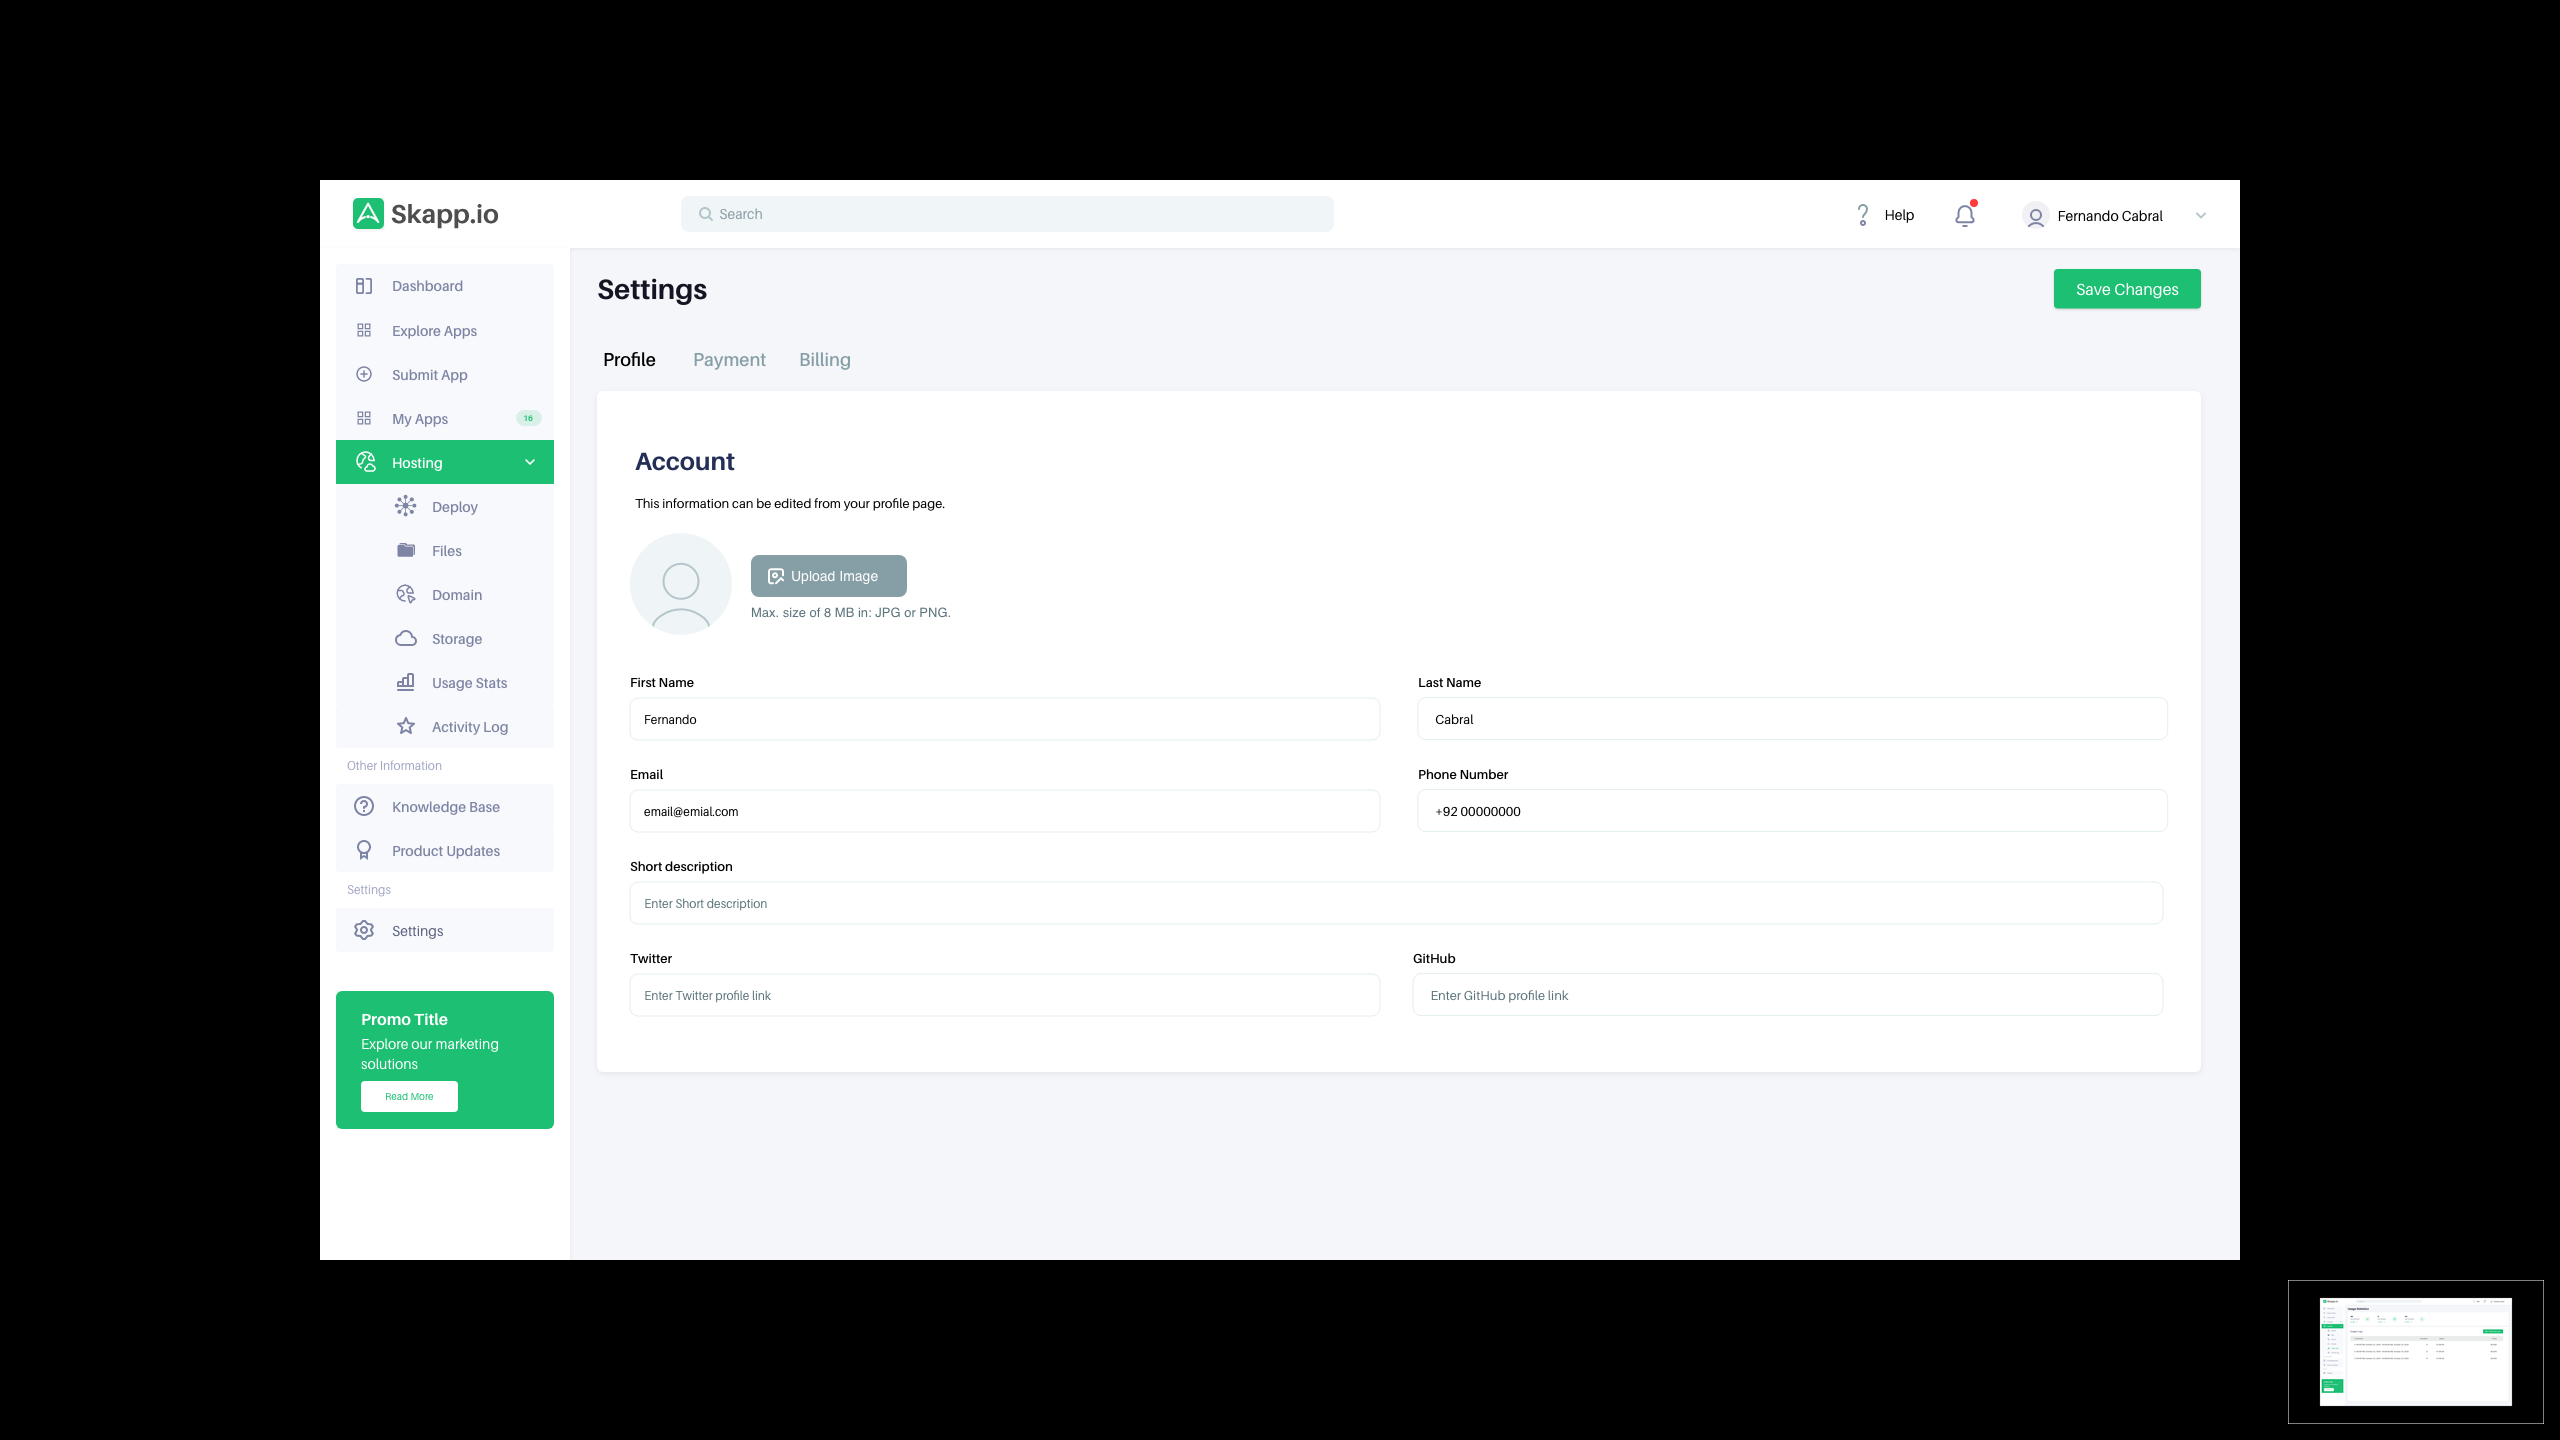 Skapp.io
Search
Help
Fernando Cabral
Dashboard
Explore Apps
Submit App
My Apps
16
Hosting
Deploy
Files
Domain
Storage
Usage Stats
Activity Log
Other Information
Knowledge Base
Product Updates
Settings
Settings
Promo Title
Explore our marketing
solutions
Read More
Settings
Save Changes
Profile
Payment
Billing
Account
This information can be edited from your profile page.
Upload Image
Max. size of 8 MB in: JPG or PNG.
First Name
Last Name
Fernando
Cabral
Email
Phone Number
email@emial.com
+92 00000000
Short description
Enter Short description
Twitter
GitHub
Enter Twitter profile link
Enter GitHub profile link